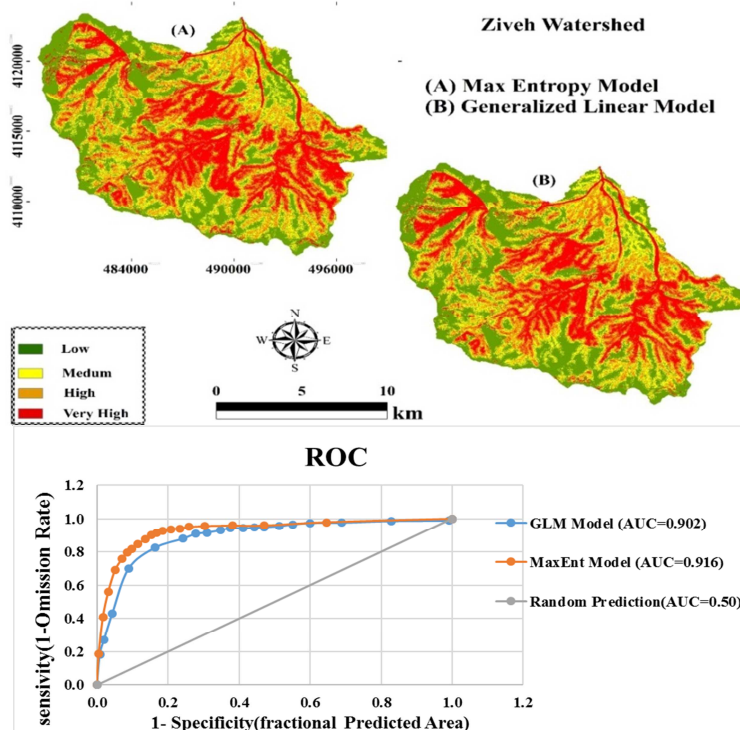 Ziveh Watershed
(A)
(A) Max Entropy Model
(B) Generalized Linear Model
4120000
4115000
4110000
484000 490000 496000
(B)
N
W E
S
Low
Medum
High
Very High
0 5 10
km
ROC
sensivity(1-Omission Rate)
1.2
1.0
0.8
0.6
0.4
0.2
0.0
0.0 0.2 0.4 0.6 0.8 1.0 1.2
1- Specificity(fractional Predicted Area)
GLM Model (AUC=0.902)
MaxEnt Model (AUC=0.916)
Random Prediction(AUC=0.50)